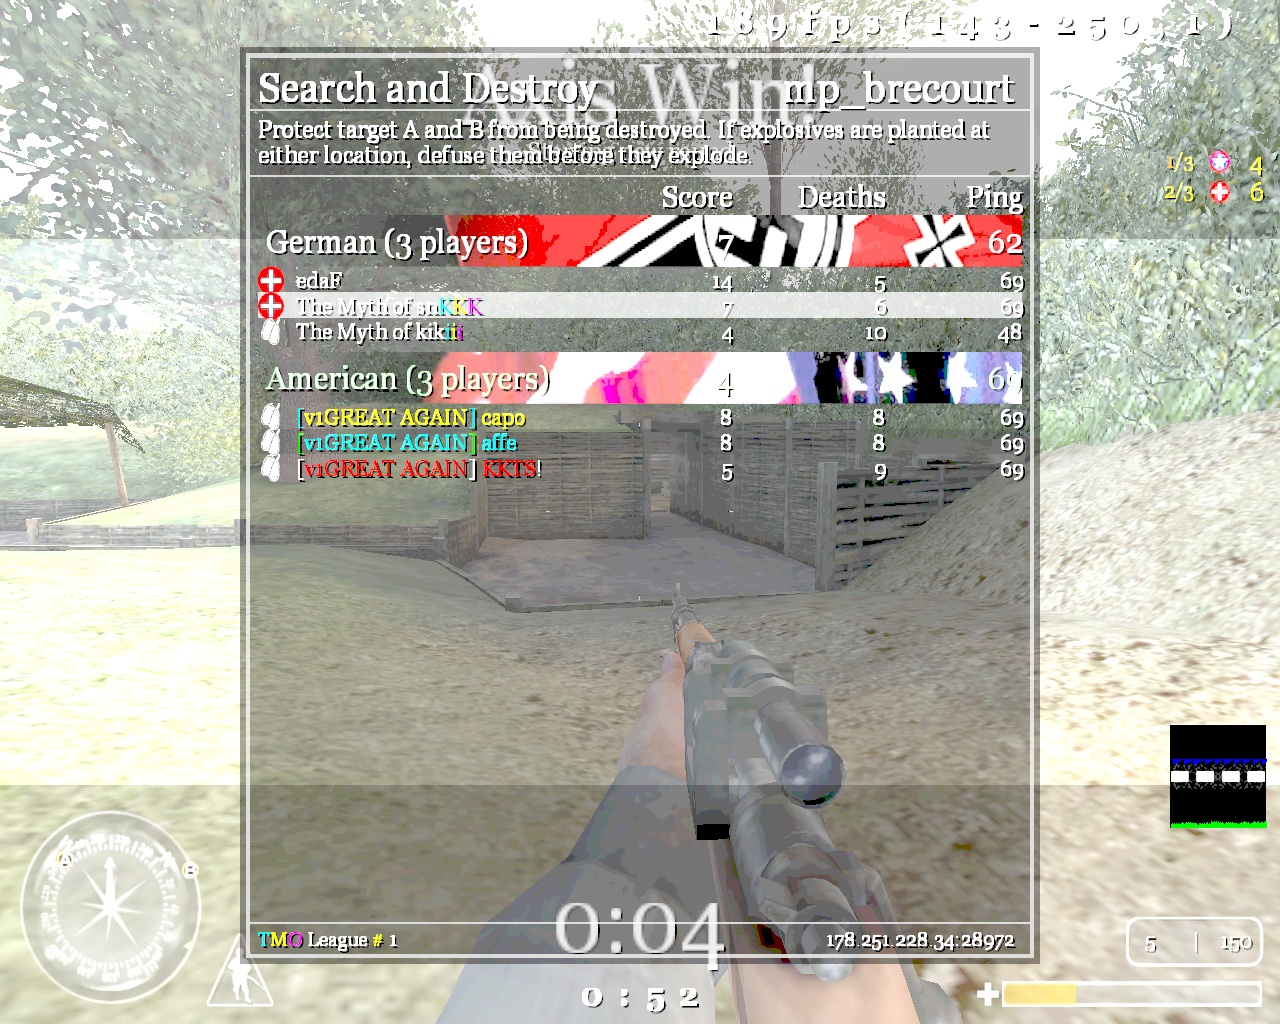 189fps(143-250,1)
Axis Win!
Search and Destroy mp_brecourt
Protect target A and B from being destroyed. If explosives are planted at
either location, defuse them before they explode.
1/3 4
2/3 6
Score Deaths Ping
German (3 players) 7 62
edaF 14 5 69
The Myth of snKKK 7 6 69
The Myth of kikiii 4 10 48
American (3 players) 4 69
[v1GREAT AGAIN] capo 8 8 69
[v1GREAT AGAIN] affe 8 8 69
[v1GREAT AGAIN] KKTS! 5 9 69
B
0:04
TMO League # 1 178.251.228.34:28972
5 | 150
0:52